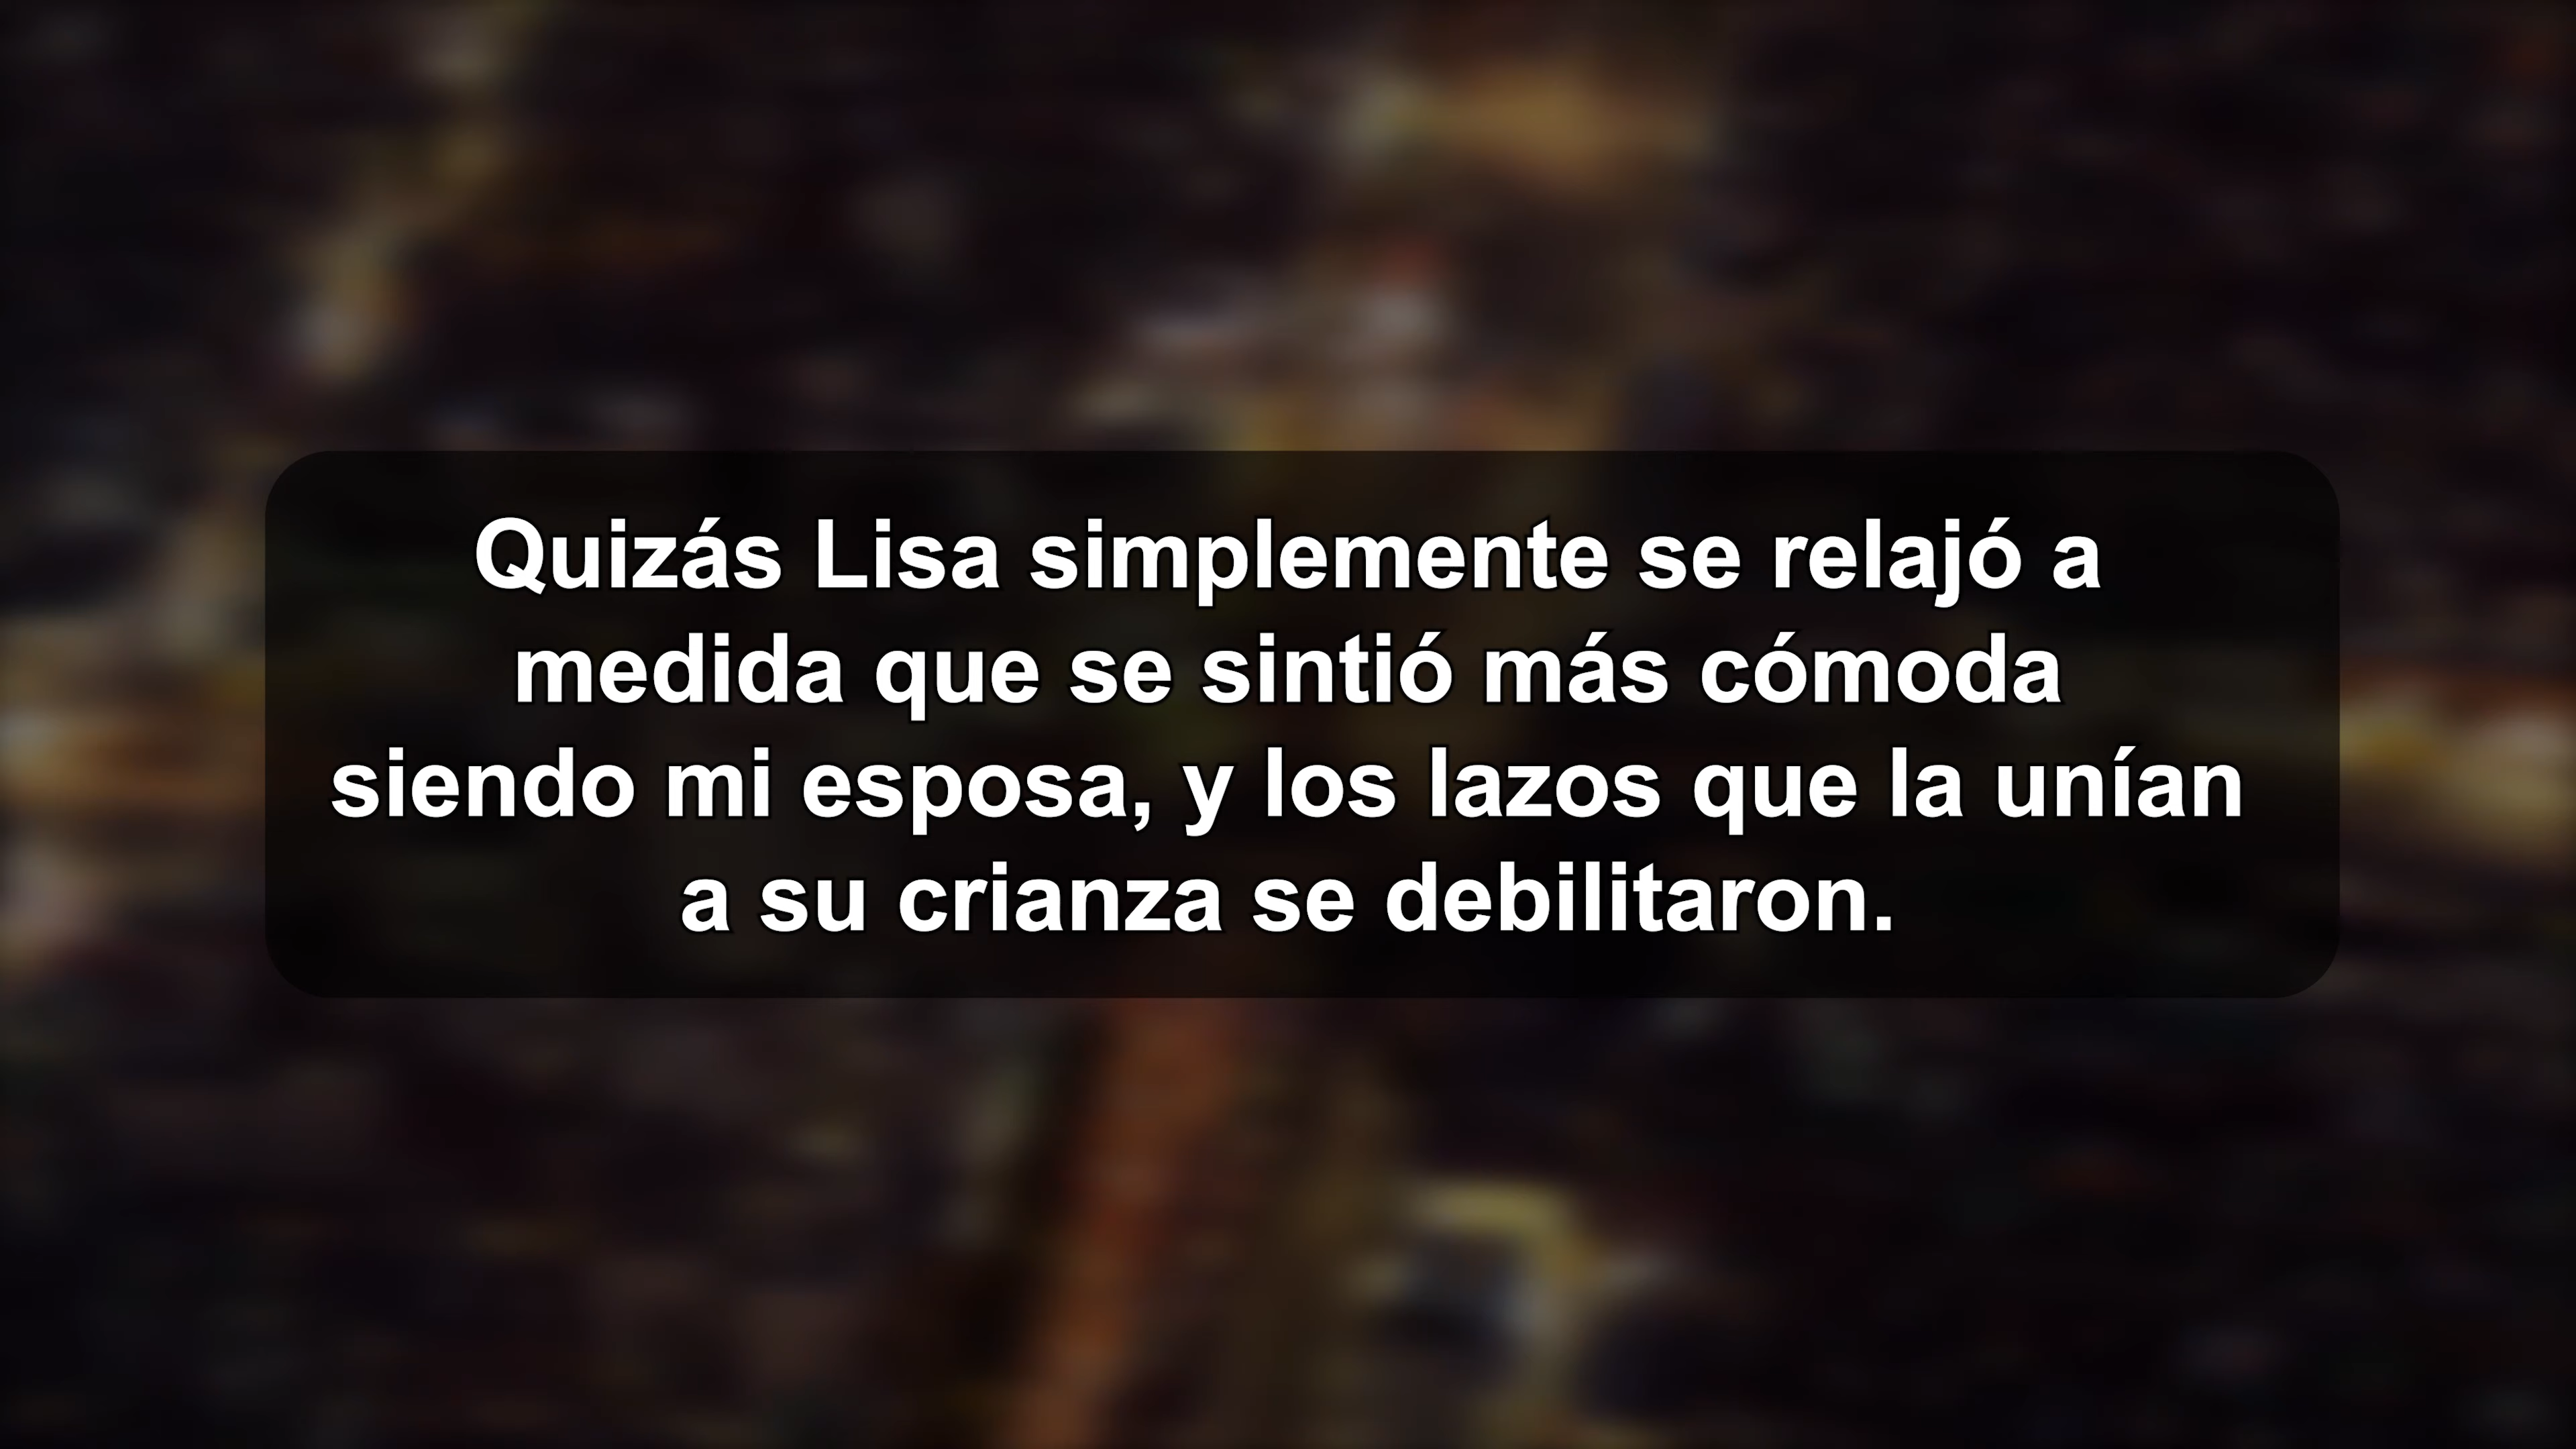 Quizás Lisa simplemente se relajó a
medida que se sintió más cómoda
siendo mi esposa, y los lazos que la unían
a su crianza se debilitaron.